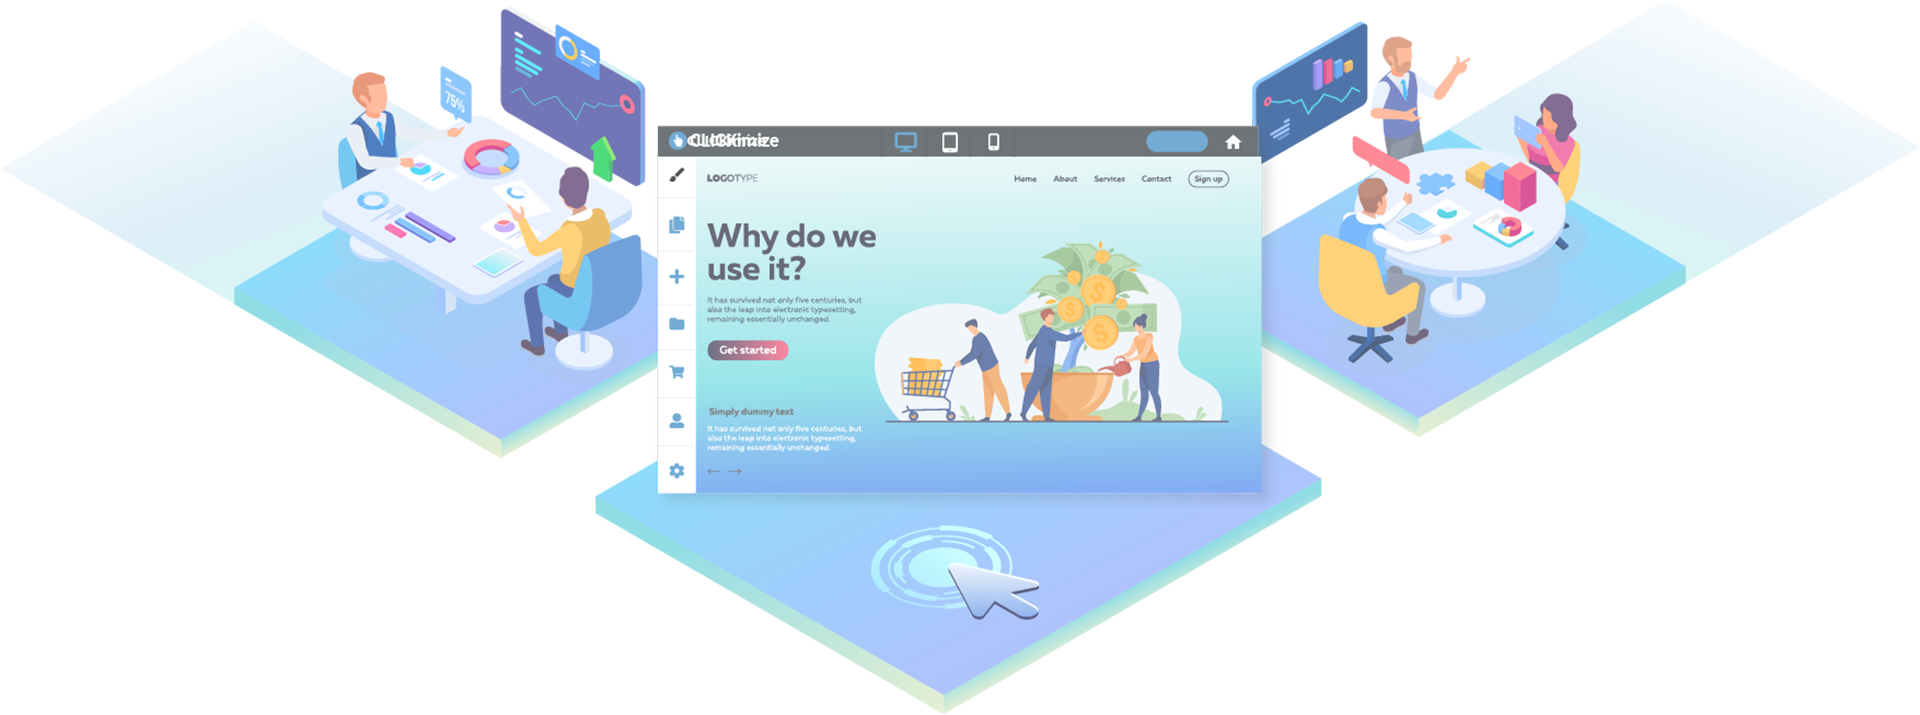 75%
CLICKimize
LOGOTYPE
Home About Services Contact Sign up
Why do we
use it?
It has survived not only five centuries, but
also the leap into electronic typesetting,
remaining essentially unchanged.
Get started
Simply dummy text
It has survived not only five centuries, but
also the leap into electronic typesetting,
remaining essentially unchanged.